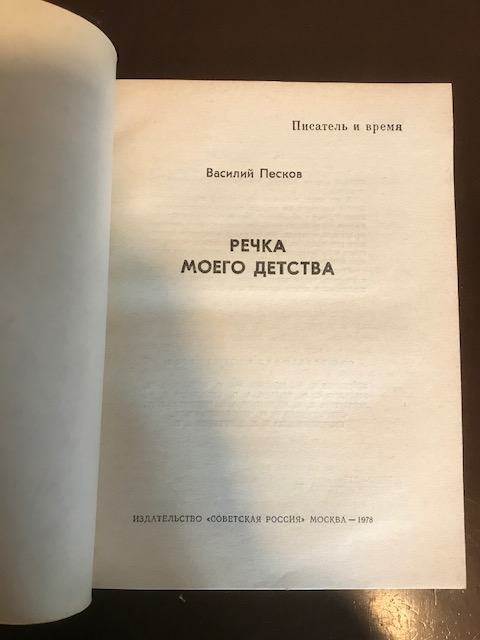 Писатель и время
Василий Песков
РЕЧКА
МОЕГО ДЕТСТВА
ИЗДАТЕЛЬСТВО «СОВЕТСКАЯ РОССИЯ» МОСКВА — 1978